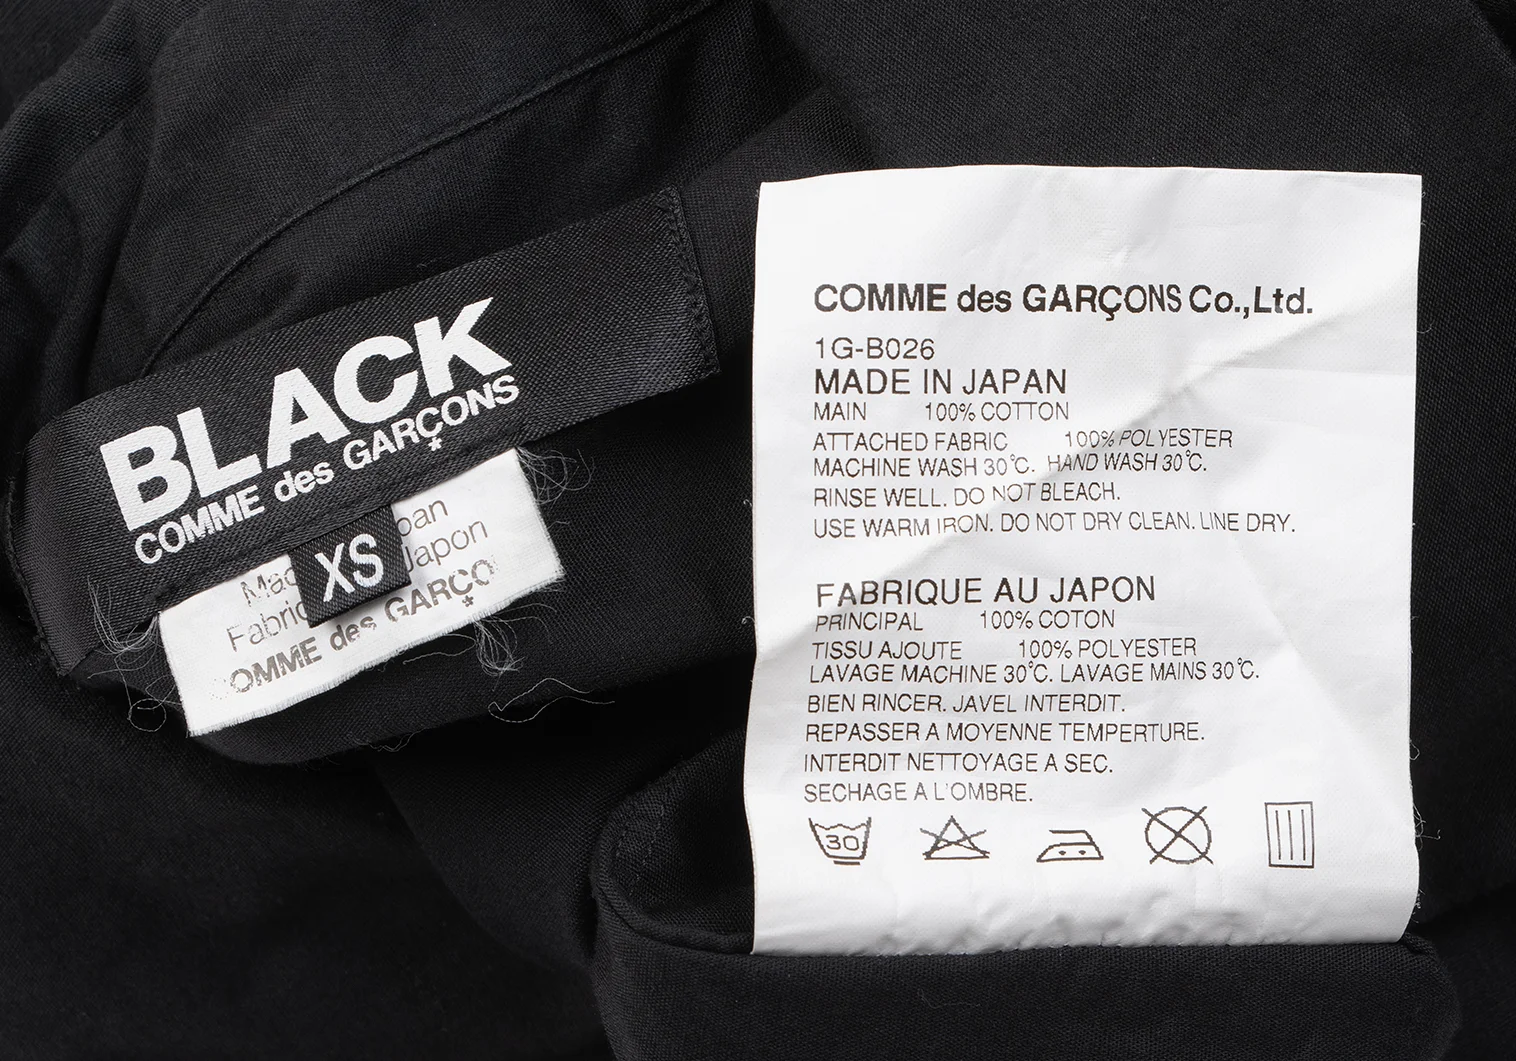 BLACK
COMME des GARÇONS
*
XS
Japon
COMME des GARÇONS Co.,Ltd.
1G-B026
MADE IN JAPAN
MAIN 100% COTTON
ATTACHED FABRIC 100% POLYESTER
MACHINE WASH 30℃. HAND WASH 30℃.
RINSE WELL. DO NOT BLEACH.
USE WARM IRON. DO NOT DRY CLEAN. LINE DRY.
FABRIQUE AU JAPON
PRINCIPAL 100% COTON
TISSU AJOUTE 100% POLYESTER
LAVAGE MACHINE 30℃. LAVAGE MAINS 30℃.
BIEN RINCER. JAVEL INTERDIT.
REPASSER A MOYENNE TEMPERTURE.
INTERDIT NETTOYAGE A SEC.
SECHAGE A L'OMBRE.
30